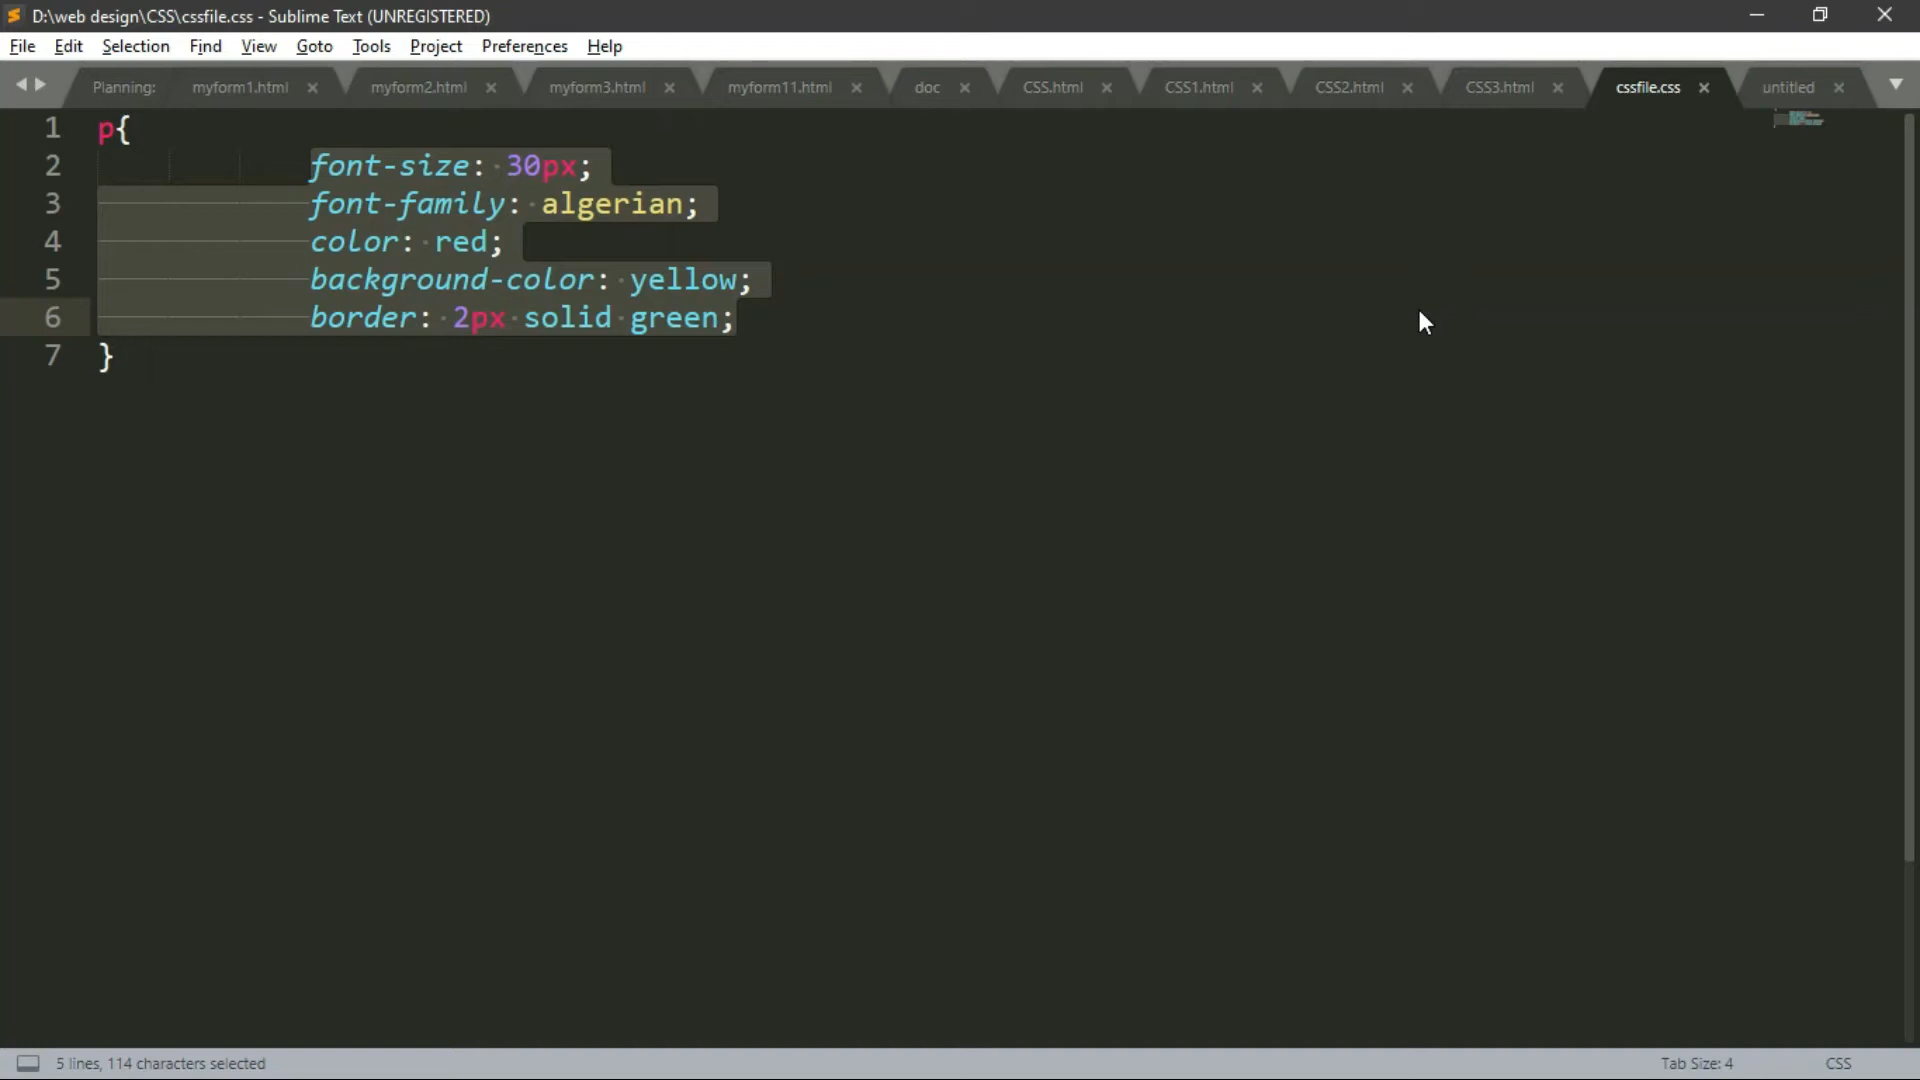 D:\web design\CSS\cssfile.css - Sublime Text (UNREGISTERED)
File Edit Selection Find View Goto Tools Project Preferences Help
Planning: myform1.html myform2.html myform3.html myform11.html doc CSS.html CSS1.html CSS2.html CSS3.html cssfile.css untitled
1 p{
2 font-size: 30px;
3 font-family: algerian;
4 color: red;
5 background-color: yellow;
6 border: 2px solid green;
7 }
5 lines, 114 characters selected Tab Size: 4 CSS